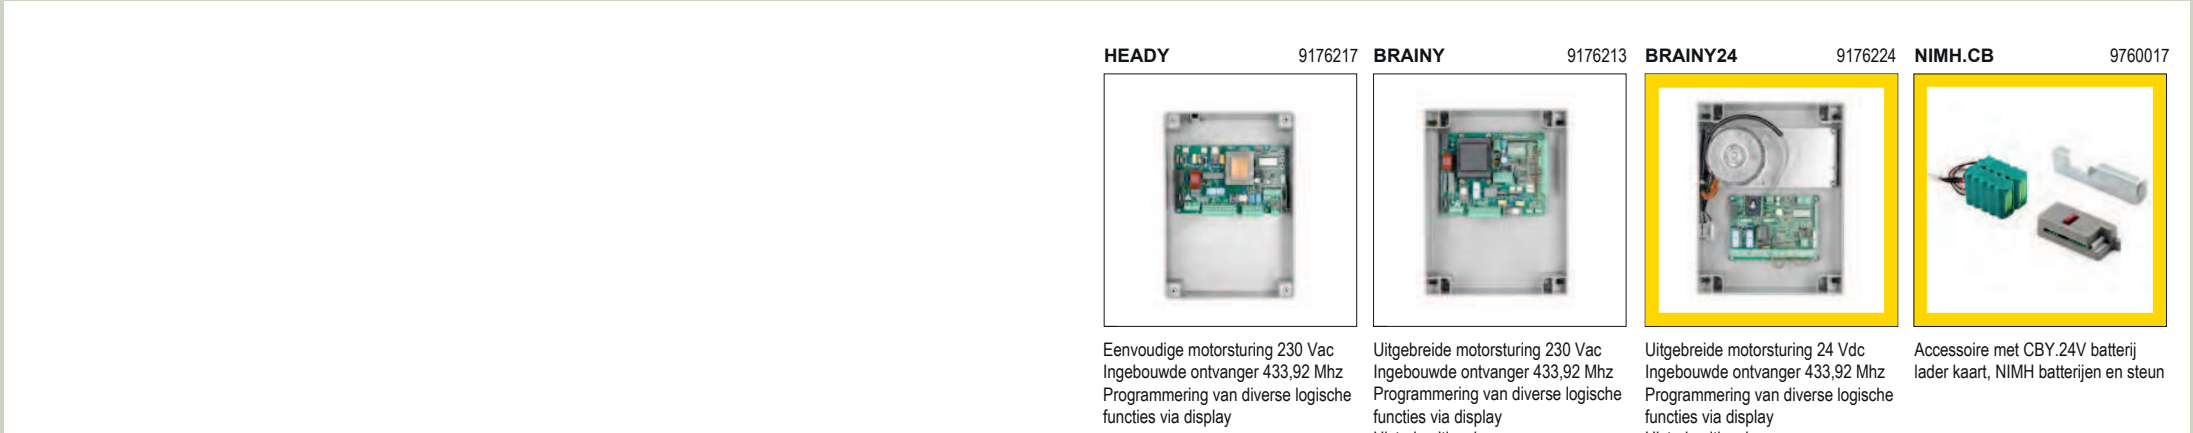 HEADY 9176217
Eenvoudige motorsturing 230 Vac
Ingebouwde ontvanger 433,92 Mhz
Programmering van diverse logische
functies via display
BRAINY 9176213
Uitgebreide motorsturing 230 Vac
Ingebouwde ontvanger 433,92 Mhz
Programmering van diverse logische
functies via display
BRAINY24 9176224
Uitgebreide motorsturing 24 Vdc
Ingebouwde ontvanger 433,92 Mhz
Programmering van diverse logische
functies via display
NIMH.CB 9760017
Accessoire met CBY.24V batterij
lader kaart, NIMH batterijen en steun